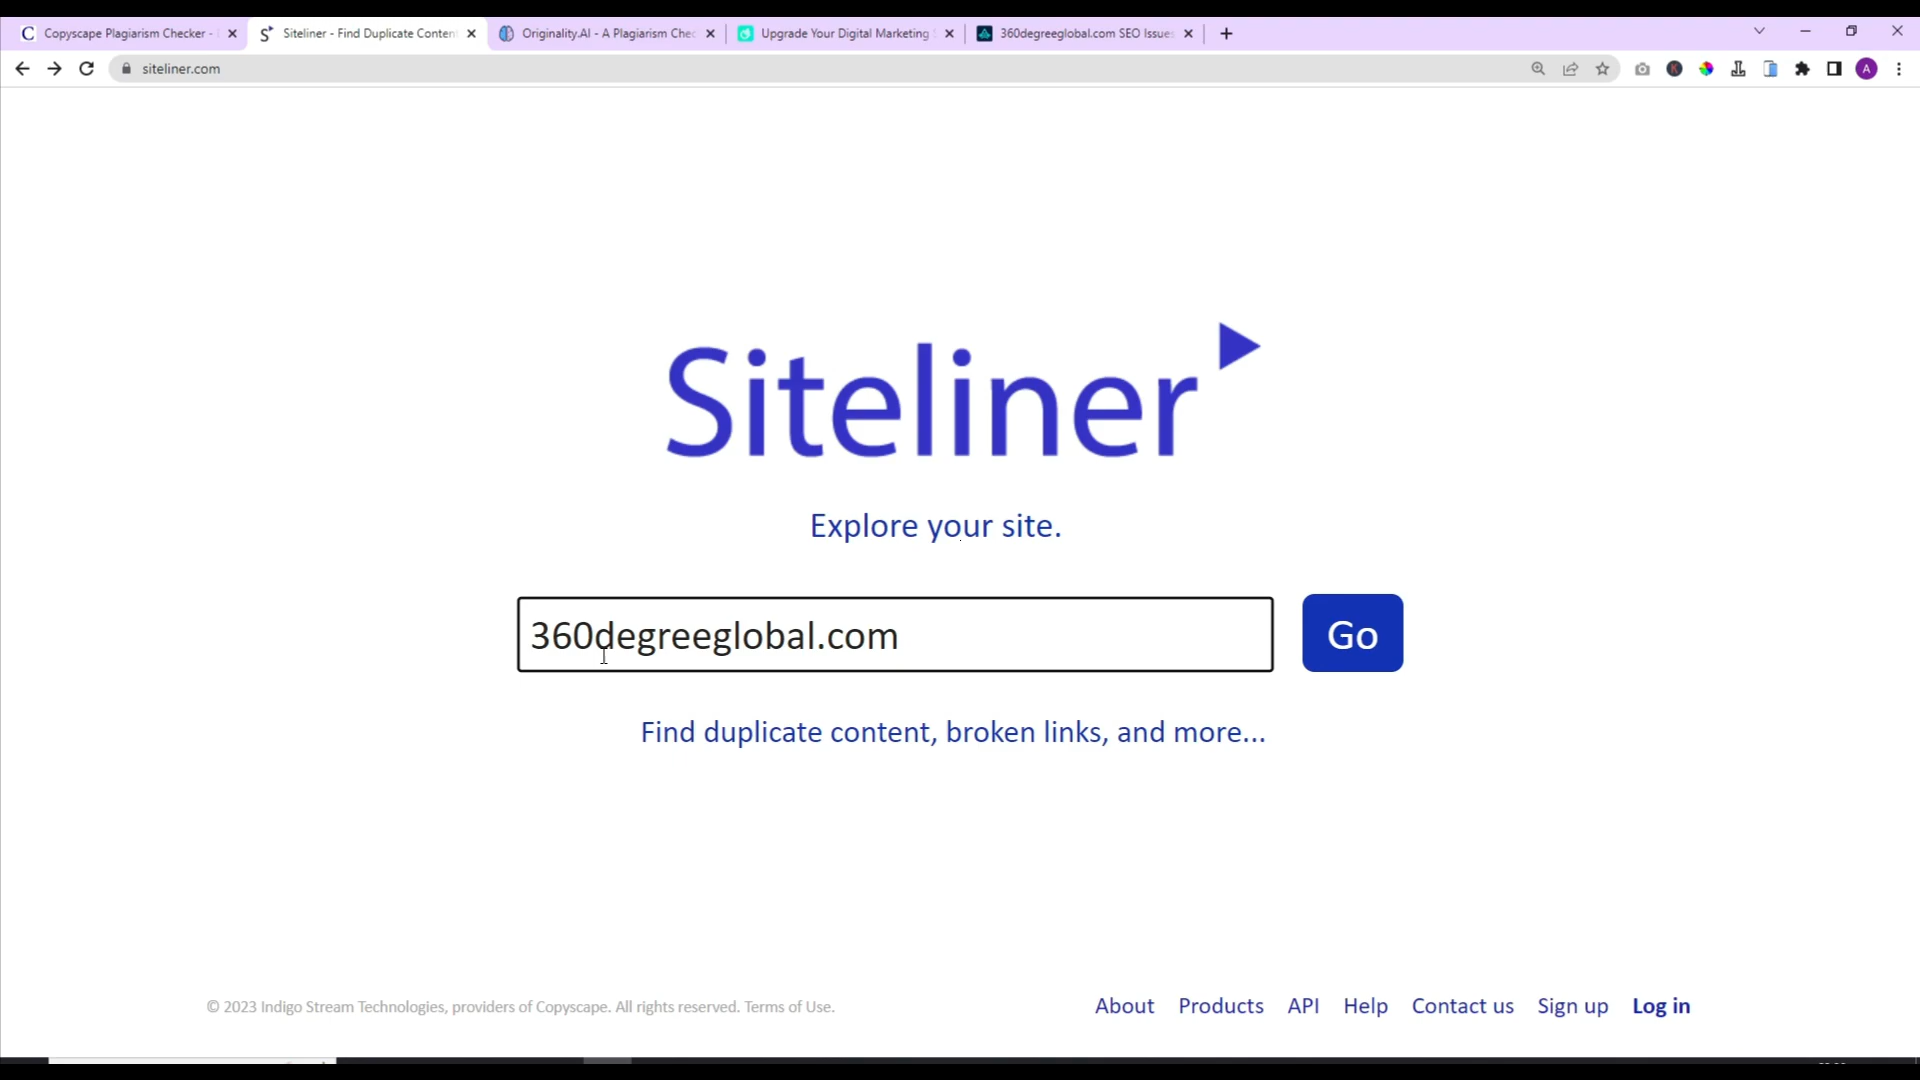 Copyscape Plagiarism Checker -
Siteliner - Find Duplicate Conten
Originality.AI - A Plagiarism Chec
Upgrade Your Digital Marketing
360degreeglobal.com SEO Issues
siteliner.com
A
Siteliner
Explore your site.
360degreeglobal.com
Go
Find duplicate content, broken links, and more...
© 2023 Indigo Stream Technologies, providers of Copyscape. All rights reserved. Terms of Use.
About Products API Help Contact us Sign up Log in